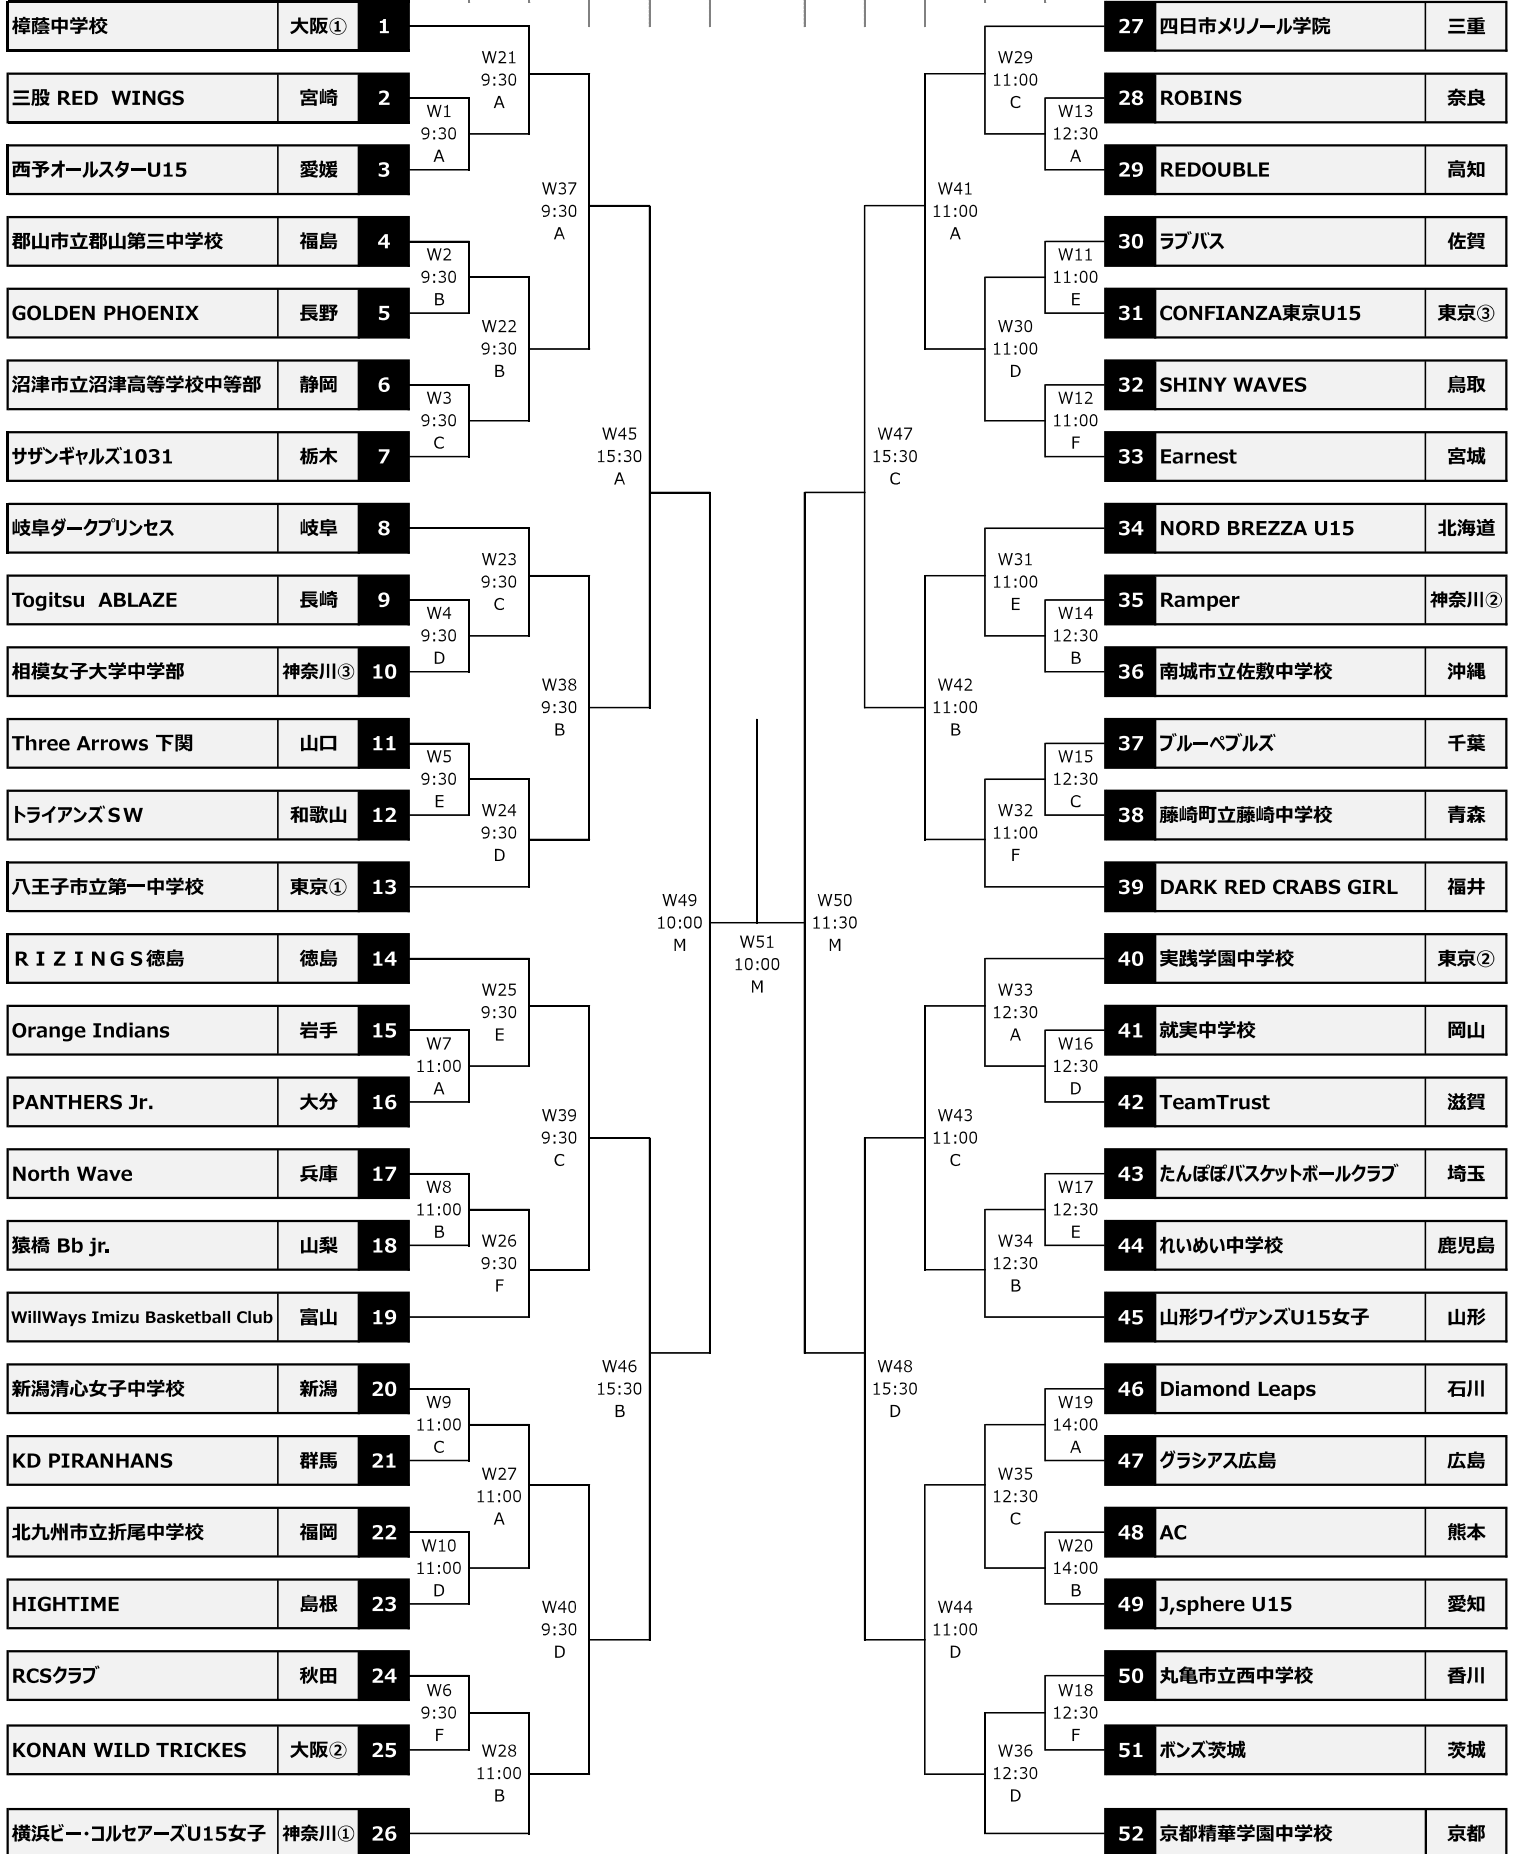 樟蔭中学校 大阪① 1
三股 RED WINGS 宮崎 2
西予オールスターU15 愛媛 3
郡山市立郡山第三中学校 福島 4
GOLDEN PHOENIX 長野 5
沼津市立沼津高等学校中等部 静岡 6
サザンギャルズ1031 栃木 7
岐阜ダークプリンセス 岐阜 8
Togitsu ABLAZE 長崎 9
相模女子大学中学部 神奈川③ 10
Three Arrows 下関 山口 11
トライアンズSW 和歌山 12
八王子市立第一中学校 東京① 13
RIZINGS徳島 徳島 14
Orange Indians 岩手 15
PANTHERS Jr. 大分 16
North Wave 兵庫 17
猿橋 Bb jr. 山梨 18
WillWays Imizu Basketball Club 富山 19
新潟清心女子中学校 新潟 20
KD PIRANHANS 群馬 21
北九州市立折尾中学校 福岡 22
HIGHTIME 島根 23
RCSクラブ 秋田 24
KONAN WILD TRICKES 大阪② 25
横浜ビー・コルセアーズU15女子 神奈川① 26
W1
9:30
A
W2
9:30
B
W3
9:30
C
W4
9:30
D
W5
9:30
E
W7
11:00
A
W8
11:00
B
W9
11:00
C
W10
11:00
D
W6
9:30
F
W21
9:30
A
W22
9:30
B
W23
9:30
C
W24
9:30
D
W25
9:30
E
W26
9:30
F
W27
11:00
A
W28
11:00
B
W37
9:30
A
W38
9:30
B
W39
9:30
C
W40
9:30
D
W45
15:30
A
W46
15:30
B
W49
10:00
M
W51
10:00
M
W50
11:30
M
W47
15:30
C
W48
15:30
D
W41
11:00
A
W42
11:00
B
W43
11:00
C
W44
11:00
D
W29
11:00
C
W30
11:00
D
W31
11:00
E
W32
11:00
F
W33
12:30
A
W34
12:30
B
W35
12:30
C
W36
12:30
D
W13
12:30
A
W11
11:00
E
W12
11:00
F
W14
12:30
B
W15
12:30
C
W16
12:30
D
W17
12:30
E
W19
14:00
A
W20
14:00
B
W18
12:30
F
27 四日市メリノール学院 三重
28 ROBINS 奈良
29 REDOUBLE 高知
30 ラブバス 佐賀
31 CONFIANZA東京U15 東京③
32 SHINY WAVES 鳥取
33 Earnest 宮城
34 NORD BREZZA U15 北海道
35 Ramper 神奈川②
36 南城市立佐敷中学校 沖縄
37 ブルーペブルズ 千葉
38 藤崎町立藤崎中学校 青森
39 DARK RED CRABS GIRL 福井
40 実践学園中学校 東京②
41 就実中学校 岡山
42 TeamTrust 滋賀
43 たんぽぽバスケットボールクラブ 埼玉
44 れいめい中学校 鹿児島
45 山形ワイヴァンズU15女子 山形
46 Diamond Leaps 石川
47 グラシアス広島 広島
48 AC 熊本
49 J,sphere U15 愛知
50 丸亀市立西中学校 香川
51 ボンズ茨城 茨城
52 京都精華学園中学校 京都